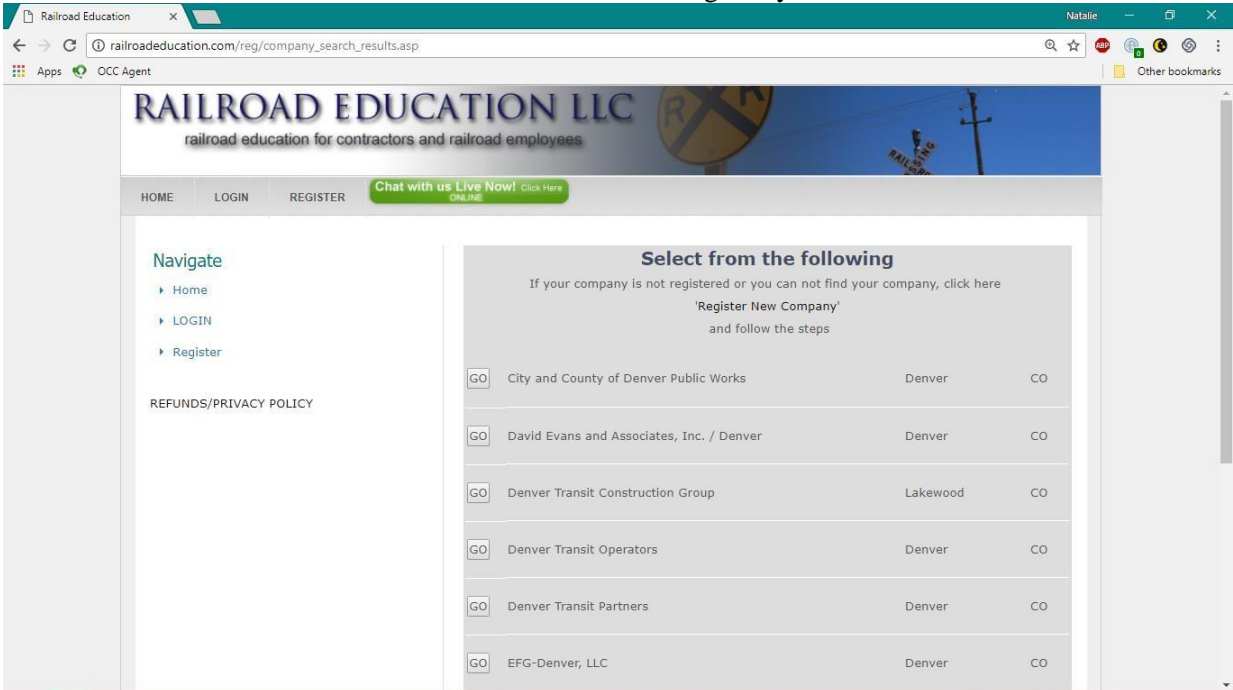 Railroad Education
Natalie
railroadeducation.com/reg/company_search_results.asp
ABP
0
Apps
OCC Agent
Other bookmarks
RAILROAD EDUCATION LLC
railroad education for contractors and railroad employees
R R
HOME
LOGIN
REGISTER
Chat with us Live Now! Click Here
ONLINE
Navigate
Home
LOGIN
Register
REFUNDS/PRIVACY POLICY
Select from the following
If your company is not registered or you can not find your company, click here
'Register New Company'
and follow the steps
GO City and County of Denver Public Works Denver CO
GO David Evans and Associates, Inc. / Denver Denver CO
GO Denver Transit Construction Group Lakewood CO
GO Denver Transit Operators Denver CO
GO Denver Transit Partners Denver CO
GO EFG-Denver, LLC Denver CO